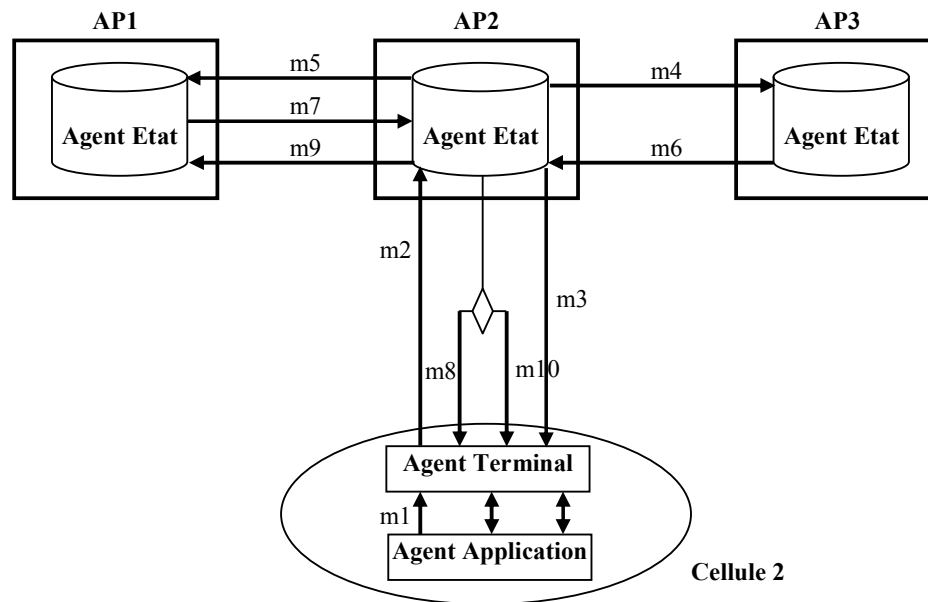 AP1
AP2
AP3
m5
m4
m7
Agent Etat
Agent Etat
Agent Etat
m9
m6
m2
m3
m8
m10
Agent Terminal
m1
Agent Application
Cellule 2